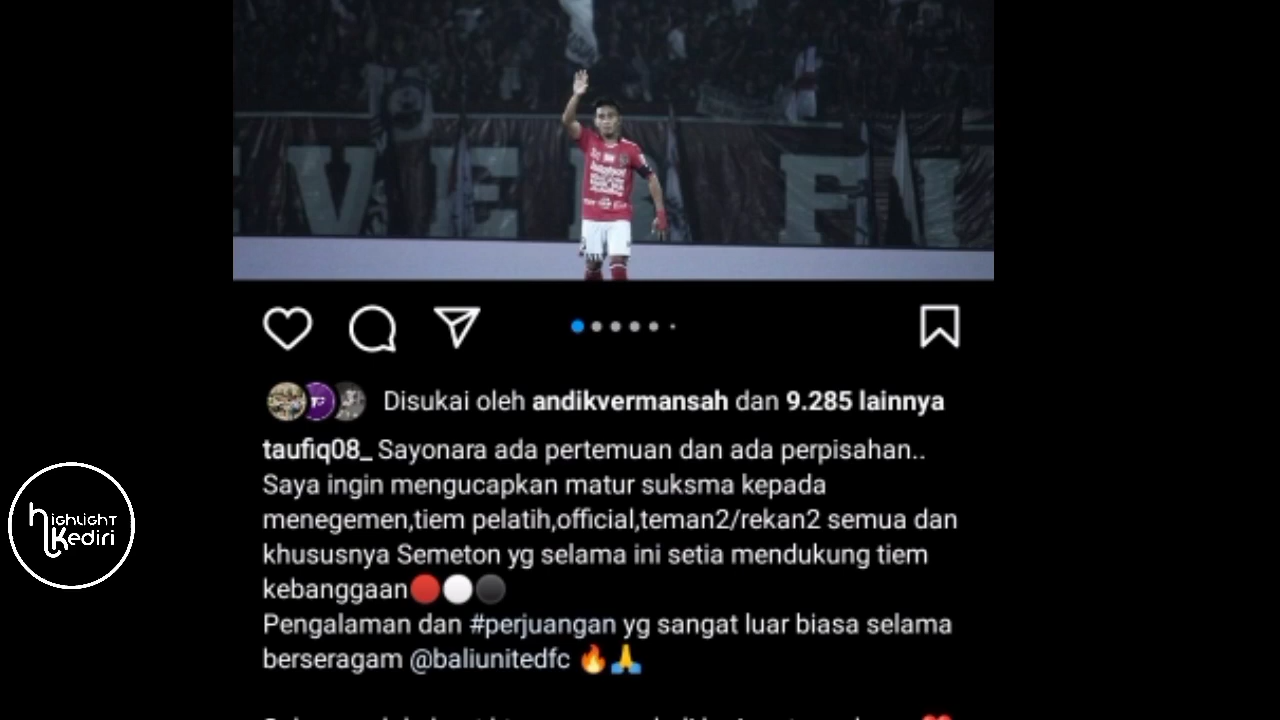 EVER FI
Disukai oleh andikvermansah dan 9.285 lainnya
taufiq08_ Sayonara ada pertemuan dan ada perpisahan..
Saya ingin mengucapkan matur suksma kepada
menegemen,tiem pelatih,official,teman2/rekan2 semua dan
khususnya Semeton yg selama ini setia mendukung tiem
kebanggaan🔴⚪⚫
Pengalaman dan #perjuangan yg sangat luar biasa selama
berseragam @baliunitedfc 🔥🙏
HIGHLIGHT
Kediri